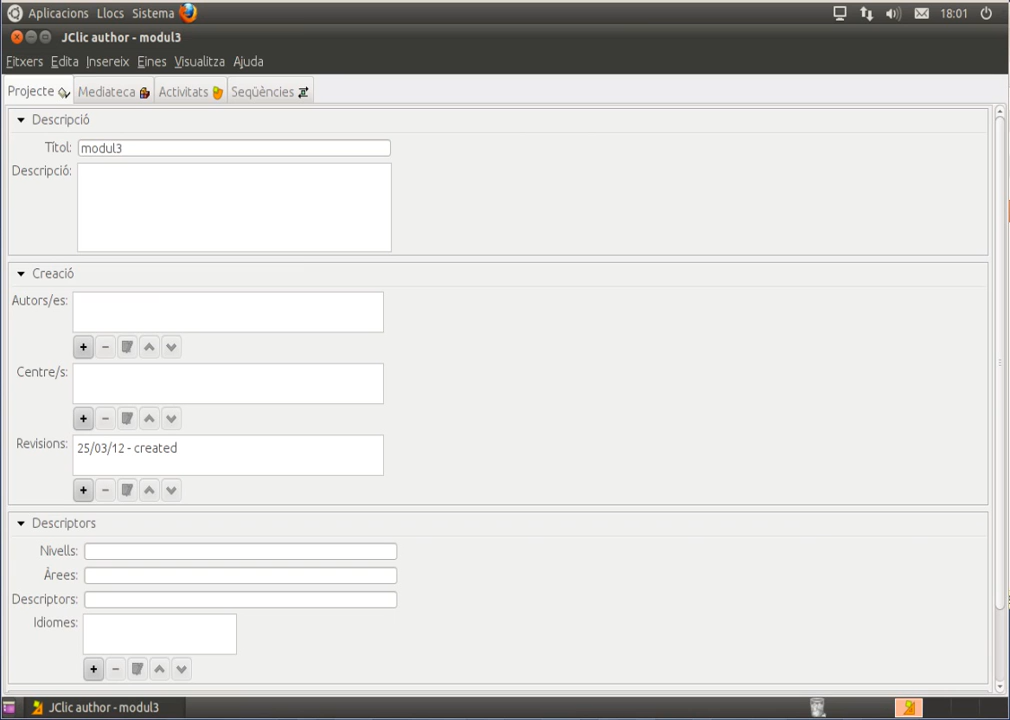 Aplicacions Llocs Sistema 18:01
JClic author - modul3
Fitxers Edita Insereix Eines Visualitza Ajuda
Projecte Mediateca Activitats Seqüències
Descripció
Títol: modul3
Descripció:
Creació
Autors/es:
Centre/s:
Revisions: 25/03/12 - created
Descriptors
Nivells:
Àrees:
Descriptors:
Idiomes:
JClic author - modul3